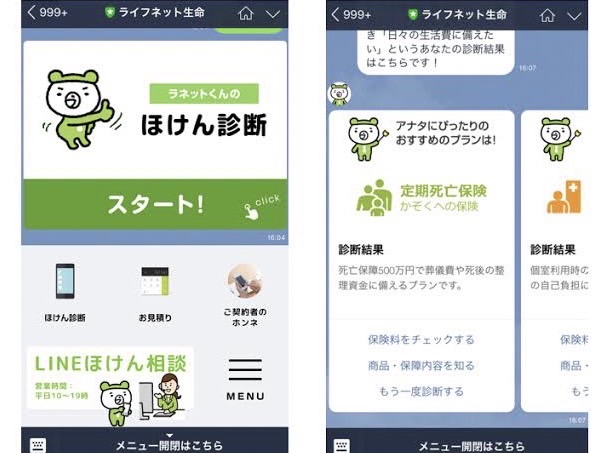 999+
ライフネット生命
ラネットくんの
ほけん診断
スタート!
click
16:04
ほけん診断
お見積り
ご契約者の
ホンネ
LINEほけん相談
営業時間:
平日10~19時
MENU
メニュー開閉はこちら
999+
ライフネット生命
き「日々の生活費に備えた
い」というあなたの診断結果
はこちらです!
16:07
アナタにぴったりの
おすすめのプランは!
定期死亡保険
かぞくへの保険
診断結果
死亡保障500万円で葬儀費や死後の整
理資金に備えるプランです。
保険料をチェックする
商品・保障内容を知る
もう一度診断する
診断結果
個室利用時の
の自己負担に
保険料
商品・
もう
16:07
メニュー開閉はこちら